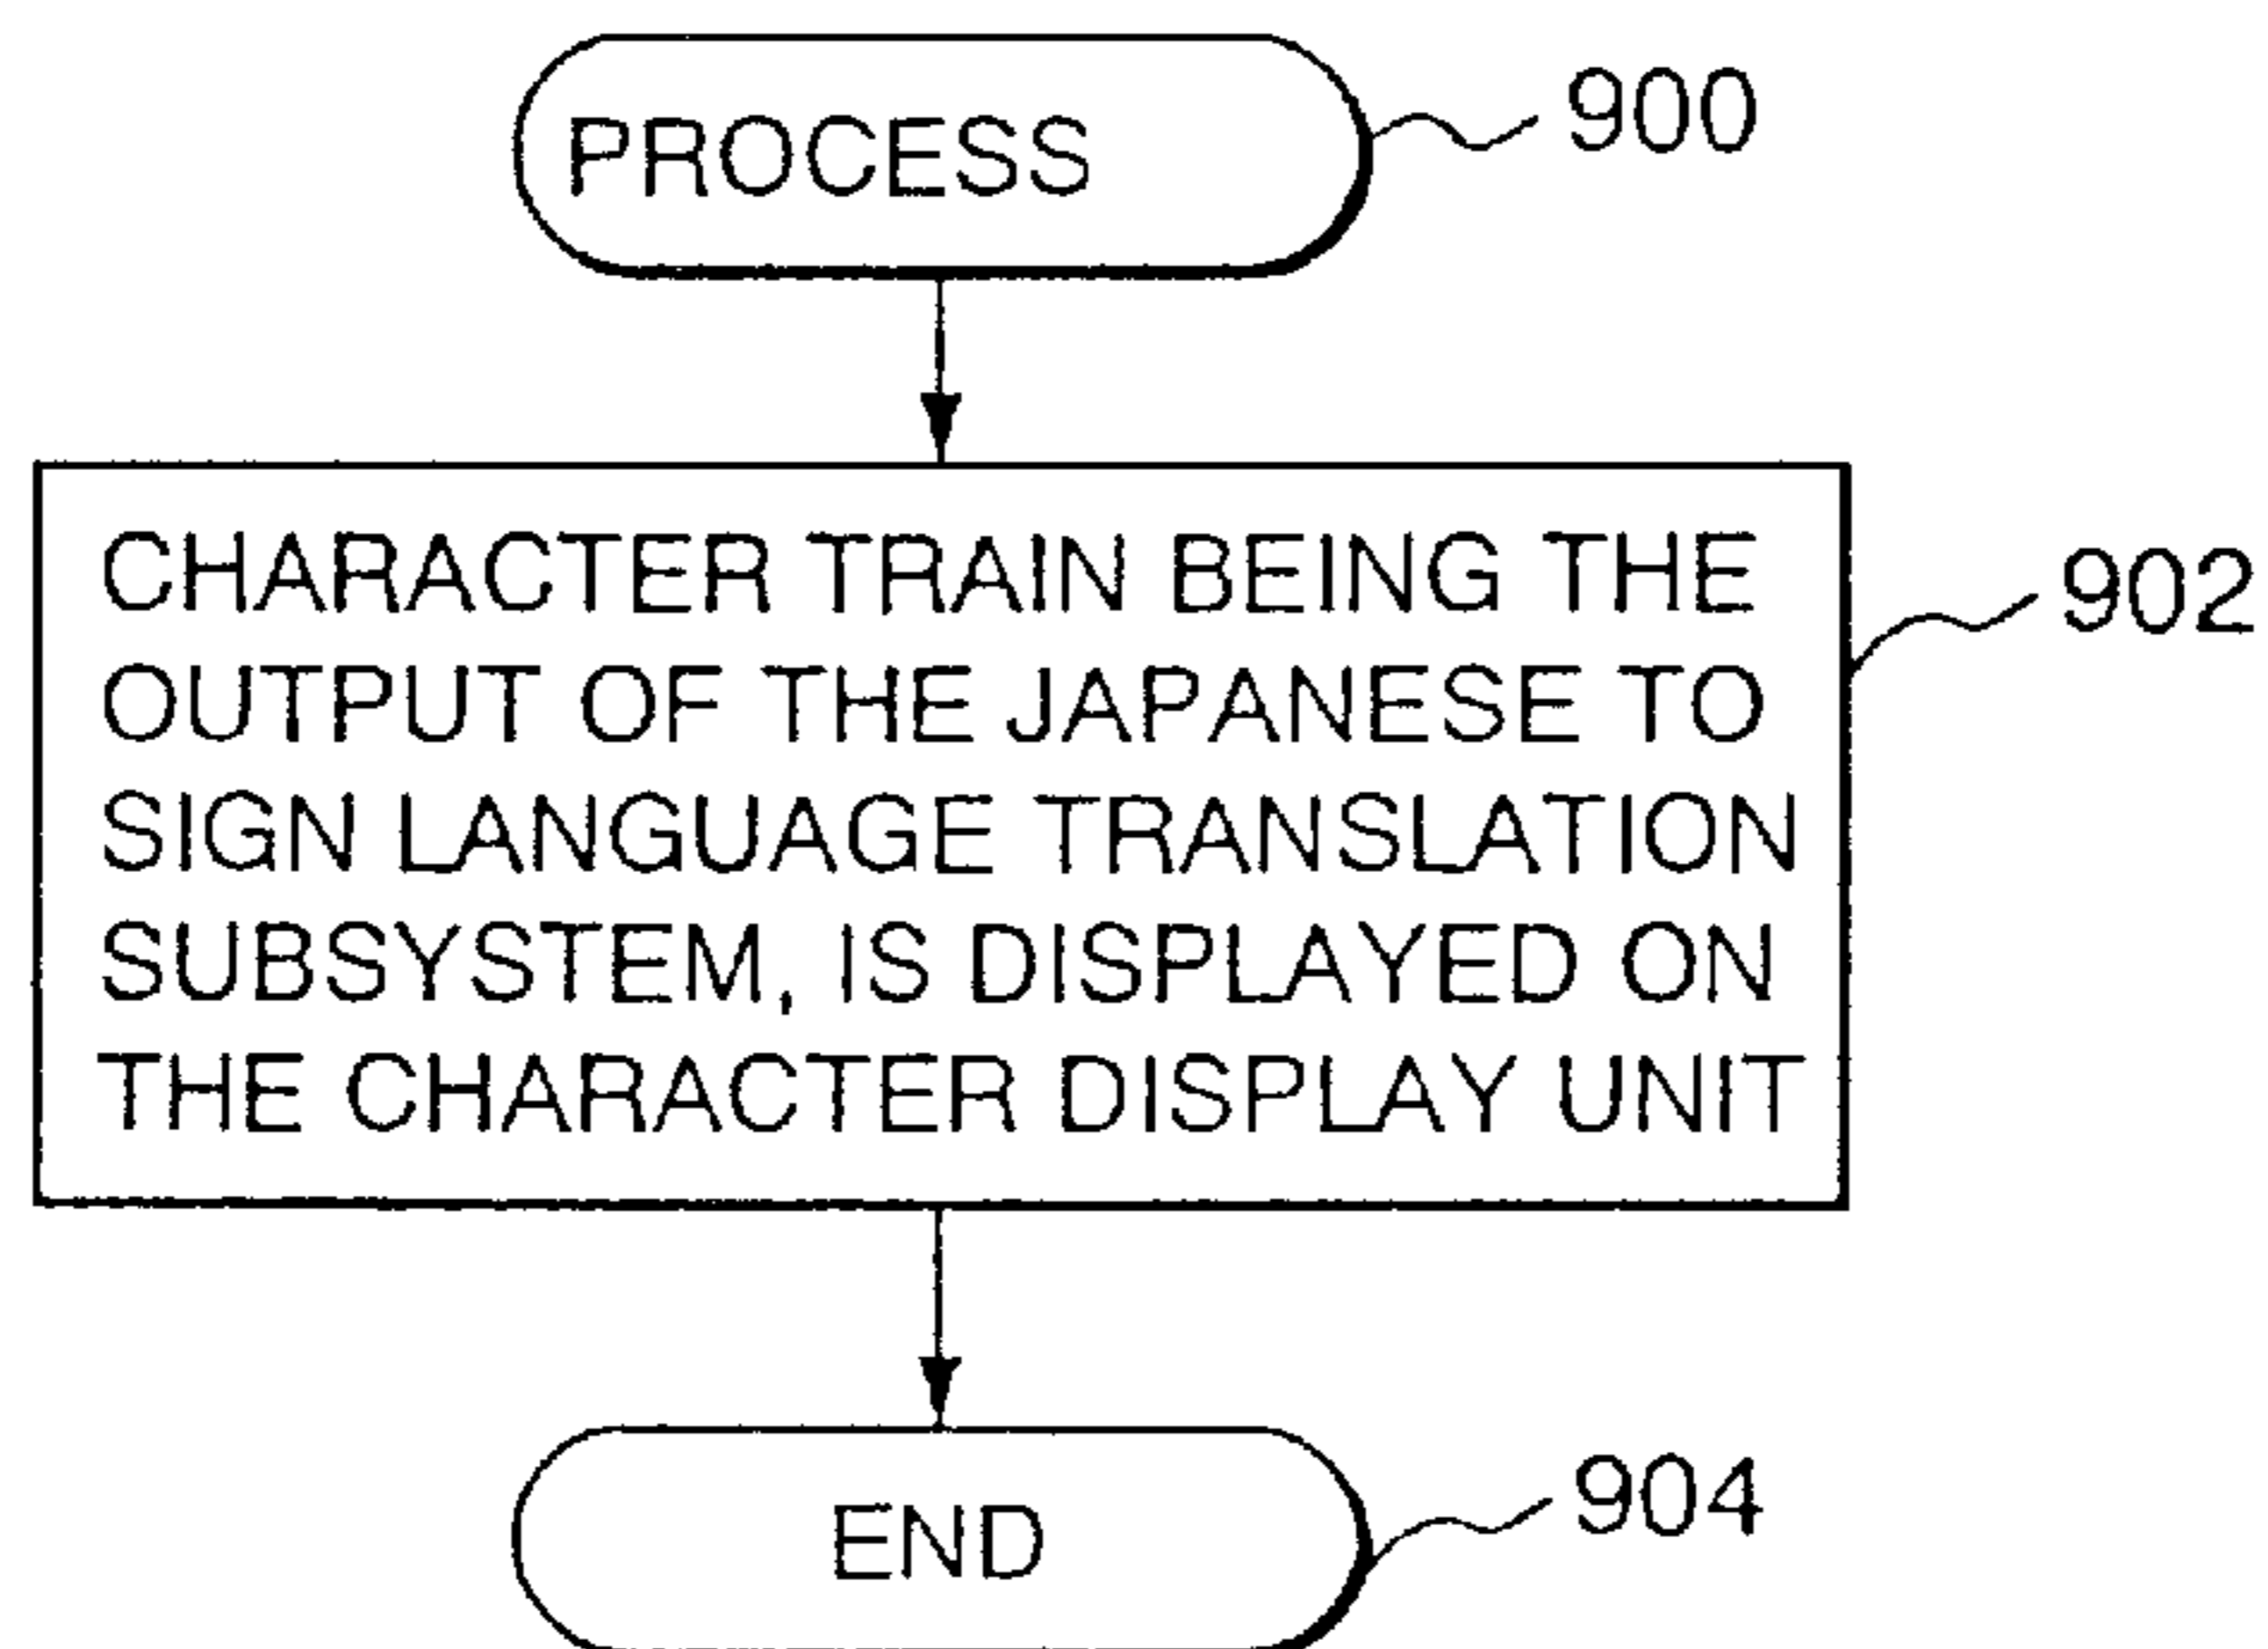 PROCESS
900
CHARACTER TRAIN BEING THE
OUTPUT OF THE JAPANESE TO
SIGN LANGUAGE TRANSLATION
SUBSYSTEM, IS DISPLAYED ON
THE CHARACTER DISPLAY UNIT
902
END
904